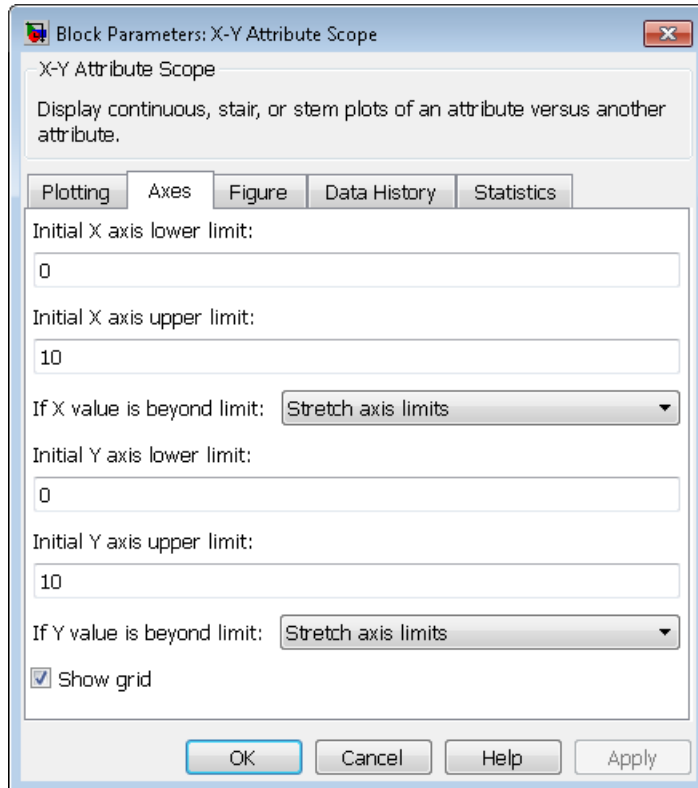 Block Parameters: X-Y Attribute Scope
X-Y Attribute Scope
Display continuous, stair, or stem plots of an attribute versus another
attribute.
Plotting Axes Figure Data History Statistics
Initial X axis lower limit:
0
Initial X axis upper limit:
10
If X value is beyond limit: Stretch axis limits
Initial Y axis lower limit:
0
Initial Y axis upper limit:
10
If Y value is beyond limit: Stretch axis limits
Show grid
OK Cancel Help Apply